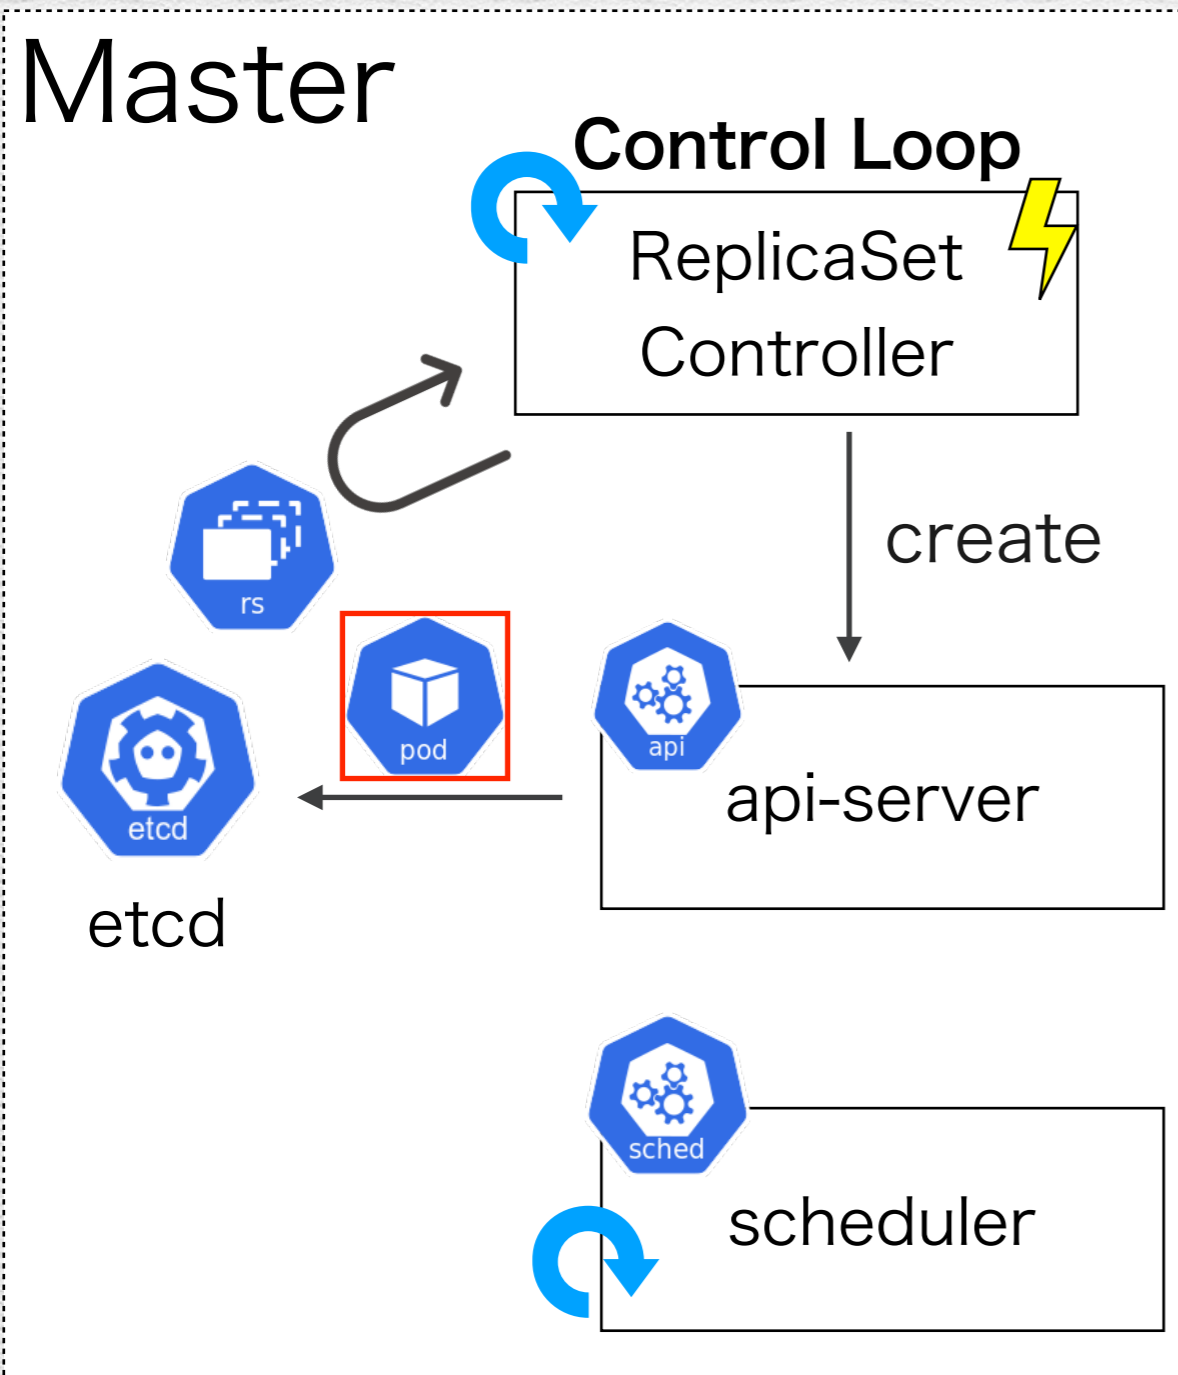 Master
Control Loop
ReplicaSet
Controller
create
rs
pod
api
api-server
etcd
etcd
sched
scheduler